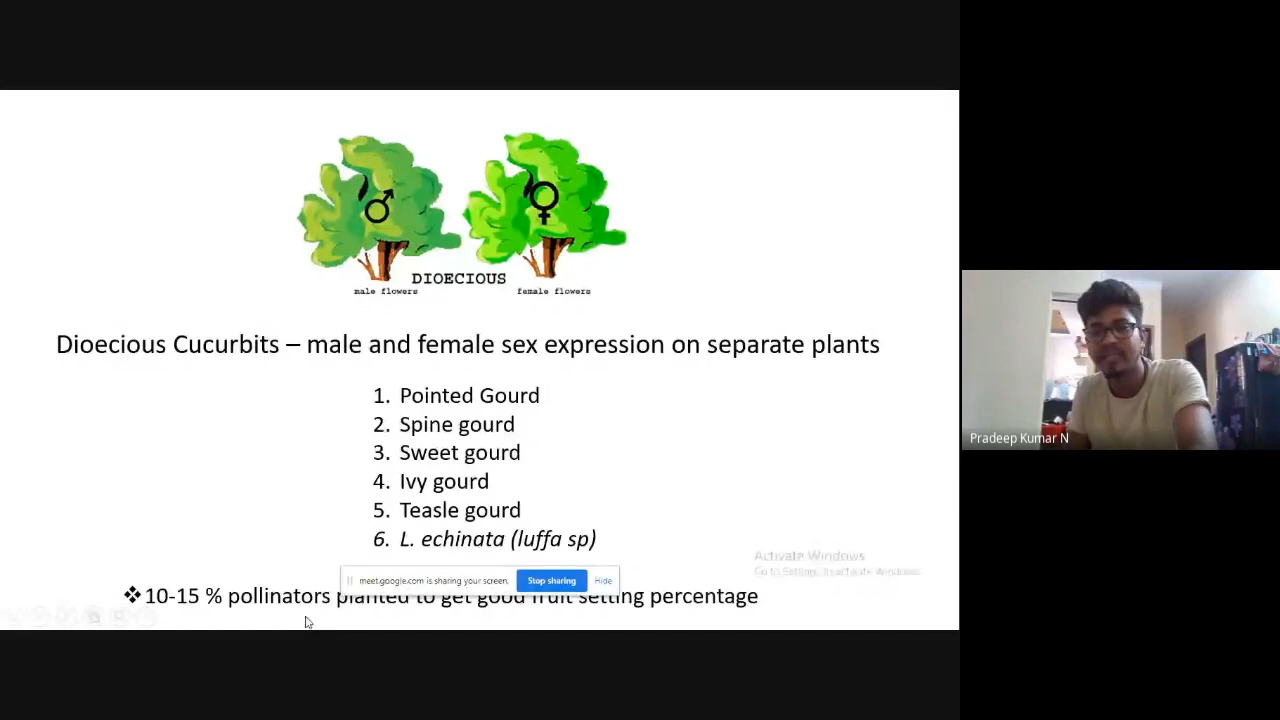 DIOECIOUS
male flowers
female flowers
Dioecious Cucurbits – male and female sex expression on separate plants
1. Pointed Gourd
2. Spine gourd
3. Sweet gourd
4. Ivy gourd
5. Teasle gourd
6. L. echinata (luffa sp)
Activate Windows
Go to Settings to activate Windows.
meet.google.com is sharing your screen.
Stop sharing
Hide
❖10-15 % pollinators planted to get good fruit setting percentage
Pradeep Kumar N